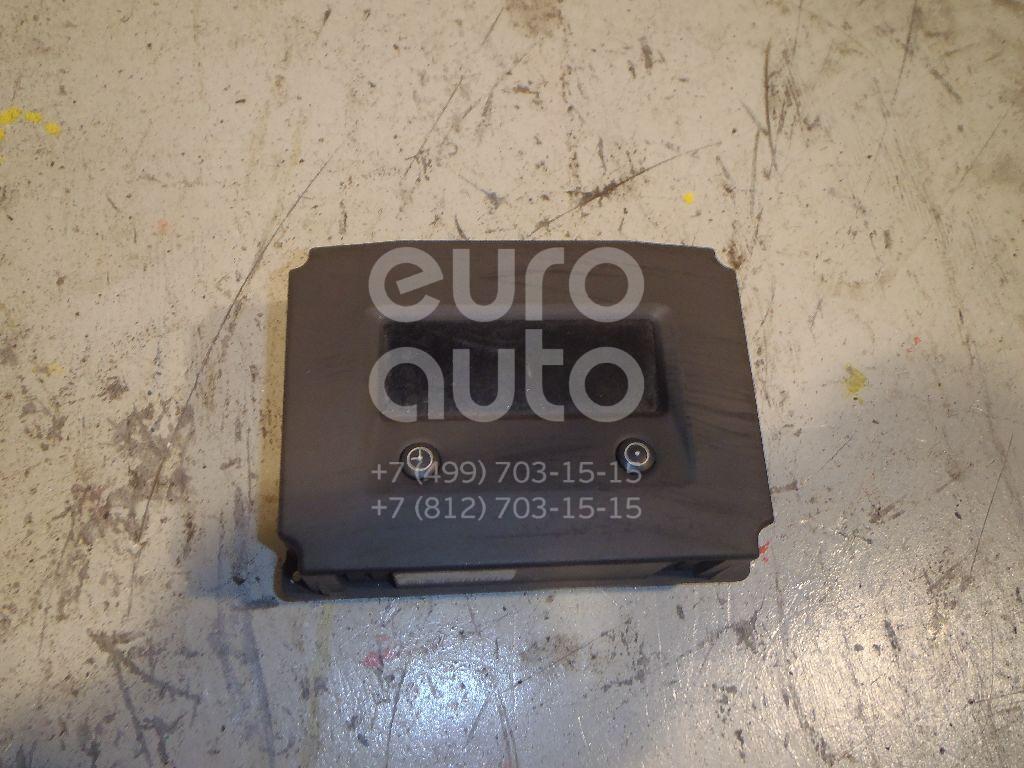 euro
auto
+7 (499) 703-15-15
+7 (812) 703-15-15